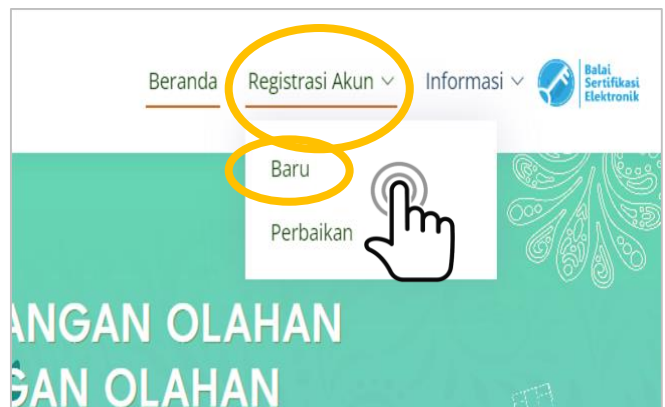 Beranda Registrasi Akun Informasi
Balai
Sertifikasi
Elektronik
Baru
Perbaikan
ANGAN OLAHAN
GAN OLAHAN